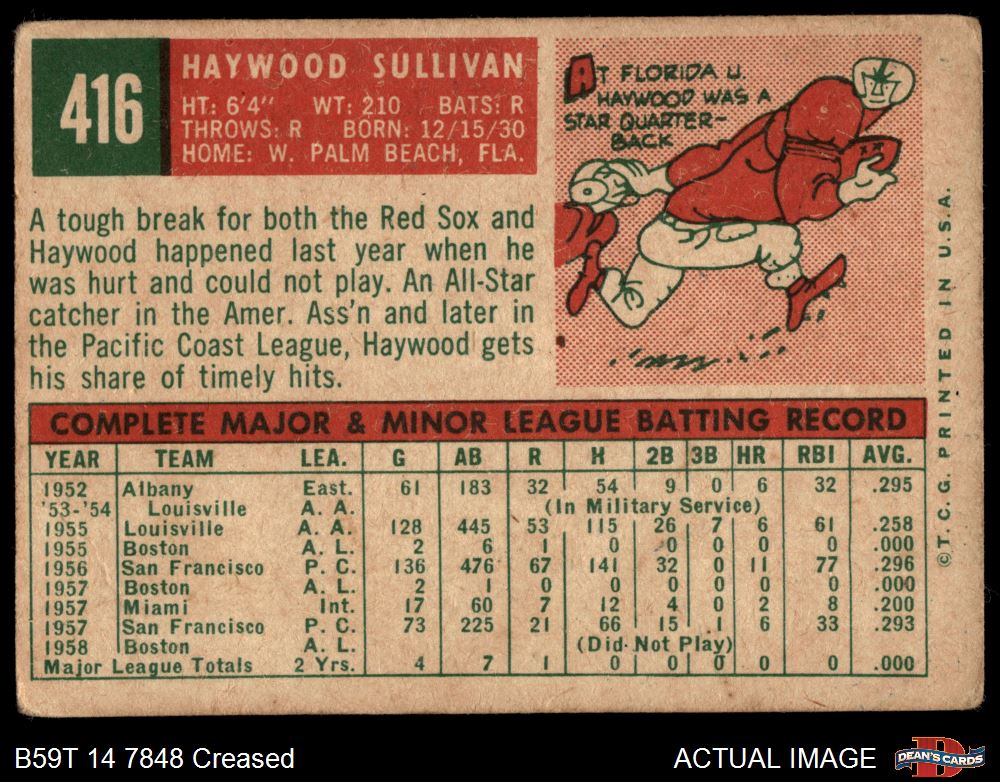 416
HAYWOOD SULLIVAN
HT: 6'4" WT: 210 BATS: R
THROWS: R BORN: 12/15/30
HOME: W. PALM BEACH, FLA.
AT FLORIDA U.
HAYWOOD WAS A
STAR QUARTER-
BACK
A tough break for both the Red Sox and
Haywood happened last year when he
was hurt and could not play. An All-Star
catcher in the Amer. Ass'n and later in
the Pacific Coast League, Haywood gets
his share of timely hits.
COMPLETE MAJOR & MINOR LEAGUE BATTING RECORD
YEAR TEAM LEA. G AB R H 2B 3B HR RBI AVG.
1952 Albany East. 61 183 32 54 9 0 6 32 .295
'53-'54 Louisville A. A. (In Military Service)
1955 Louisville A. A. 128 445 53 115 26 7 6 61 .258
1955 Boston A. L. 2 6 1 0 0 0 0 0 .000
1956 San Francisco P. C. 136 476 67 141 32 0 11 77 .296
1957 Boston A. L. 2 1 0 0 0 0 0 0 .000
1957 Miami Int. 17 60 7 12 4 0 2 8 .200
1957 San Francisco P. C. 73 225 21 66 15 1 6 33 .293
1958 Boston A. L. (Did Not Play)
Major League Totals 2 Yrs. 4 7 1 0 0 0 0 0 .000
©T.C.G. PRINTED IN U.S.A.
B59T 14 7848 Creased
ACTUAL IMAGE
D
DEAN'S CARDS